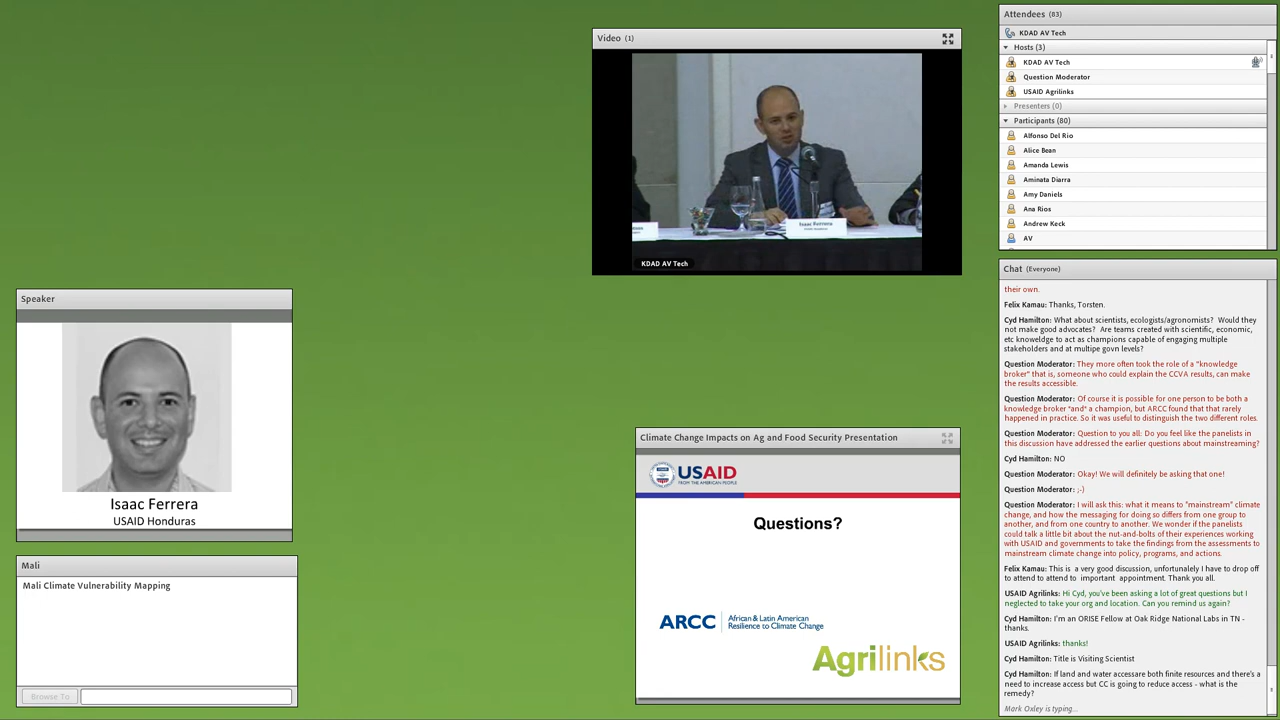 Video (1)
Isaac Ferrera
KDAD AV Tech
Speaker
Isaac Ferrera
USAID Honduras
Mali
Mali Climate Vulnerability Mapping
Browse To
Climate Change Impacts on Ag and Food Security Presentation
USAID
FROM THE AMERICAN PEOPLE
Questions?
ARCC
African & Latin American
Resilience to Climate Change
Agrilinks
Attendees (83)
KDAD AV Tech
Hosts (3)
KDAD AV Tech
Question Moderator
USAID Agrilinks
Presenters (0)
Participants (80)
Alfonso Del Rio
Alice Bean
Amanda Lewis
Aminata Diarra
Amy Daniels
Ana Rios
Andrew Keck
AV
Chat (Everyone)
their own.
Felix Kamau: Thanks, Torsten.
Cyd Hamilton: What about scientists, ecologists/agronomists? Would they
not make good advocates? Are teams created with scientific, economic,
etc knoweldge to act as champions capable of engaging multiple
stakeholders and at multipe govn levels?
Question Moderator: They more often took the role of a "knowledge
broker" that is, someone who could explain the CCVA results, can make
the results accessible.
Question Moderator: Of course it is possible for one person to be both a
knowledge broker *and* a champion, but ARCC found that that rarely
happened in practice. So it was useful to distinguish the two different roles.
Question Moderator: Question to you all: Do you feel like the panelists in
this discussion have addressed the earlier questions about mainstreaming?
Cyd Hamilton: NO
Question Moderator: Okay! We will definitely be asking that one!
Question Moderator: ;-)
Question Moderator: I will ask this: what it means to "mainstream" climate
change, and how the messaging for doing so differs from one group to
another, and from one country to another. We wonder if the panelists
could talk a little bit about the nut-and-bolts of their experiences working
with USAID and governments to take the findings from the assessments to
mainstream climate change into policy, programs, and actions.
Felix Kamau: This is a very good discussion, unfortunately I have to drop off
to attend to attend to important appointment. Thank you all.
USAID Agrilinks: Hi Cyd, you've been asking a lot of great questions but I
neglected to take your org and location. Can you remind us again?
Cyd Hamilton: I'm an ORISE Fellow at Oak Ridge National Labs in TN -
thanks.
USAID Agrilinks: thanks!
Cyd Hamilton: Title is Visiting Scientist
Cyd Hamilton: If land and water accessare both finite resources and there's a
need to increase access but CC is going to reduce access - what is the
remedy?
Mark Oxley is typing...